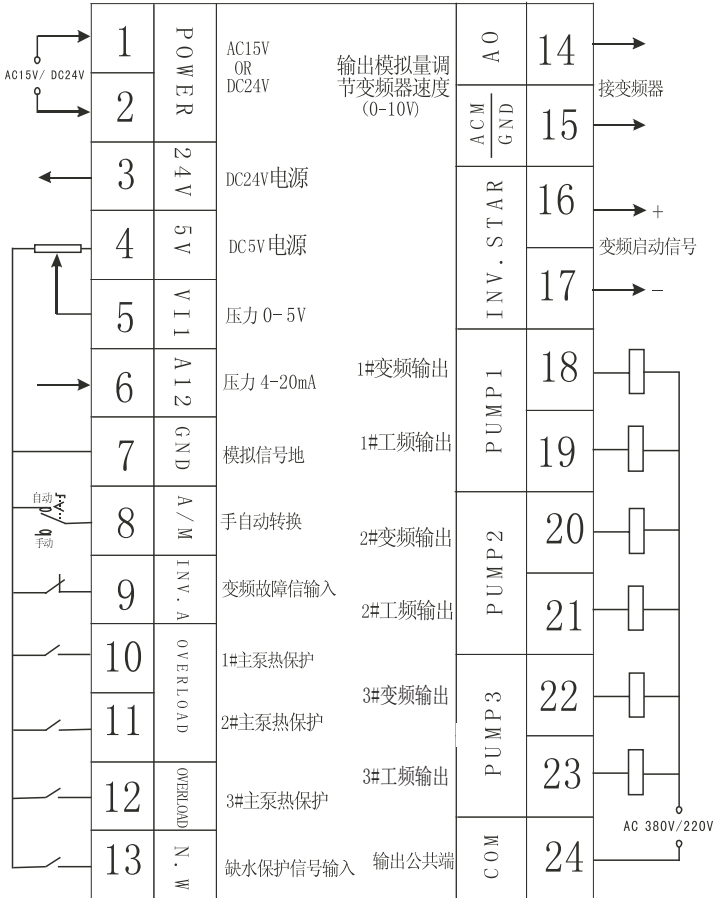 AC15V/ DC24V
1
2
POWER
AC15V
OR
DC24V
3
24V
DC24V电源
4
5V
DC5V电源
5
VI1
压力0-5V
6
AI2
压力4-20mA
7
GND
模拟信号地
自动
手动
8
A/M
手自动转换
9
INV.A
变频故障信输入
10
OVERLOAD
1#主泵热保护
11
2#主泵热保护
12
OVERLOAD
3#主泵热保护
13
N.W
缺水保护信号输入
输出模拟量调
节变频器速度
(0-10V)
AO
14
ACM
GND
15
接变频器
INV.STAR
16
+
变频启动信号
17
−
1#变频输出
PUMP1
18
1#工频输出
19
2#变频输出
PUMP2
20
2#工频输出
21
3#变频输出
PUMP3
22
3#工频输出
23
AC 380V/220V
输出公共端
COM
24